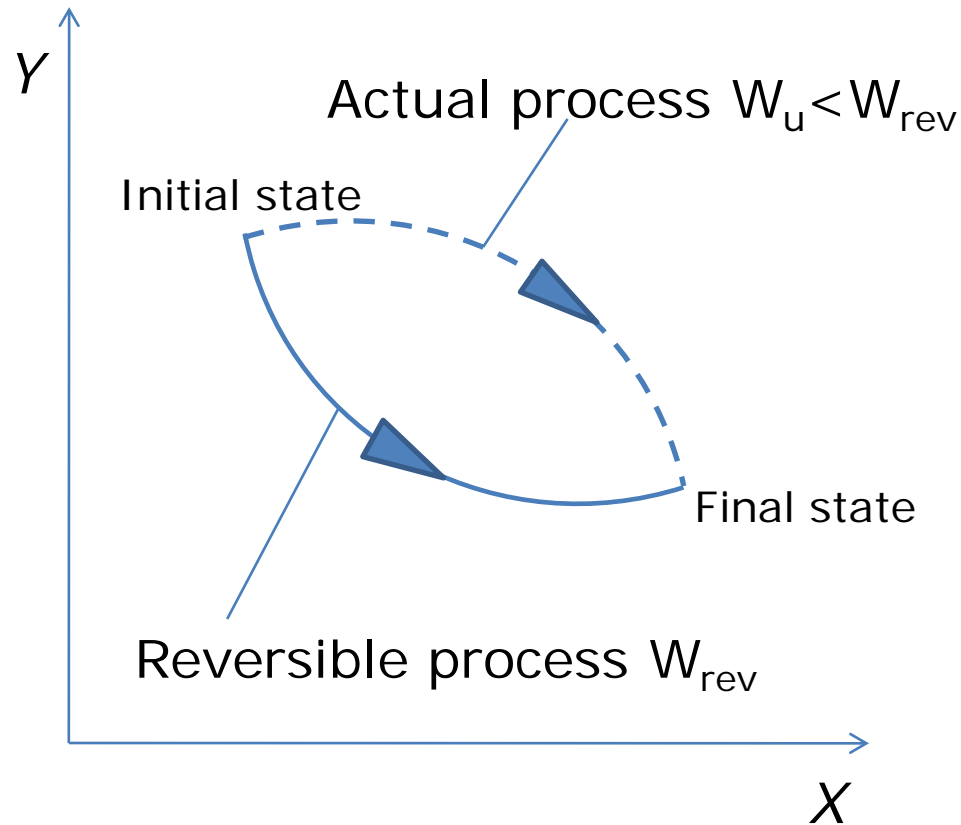 Y
Actual process Wu<Wrev
Initial state
Final state
Reversible process Wrev
X